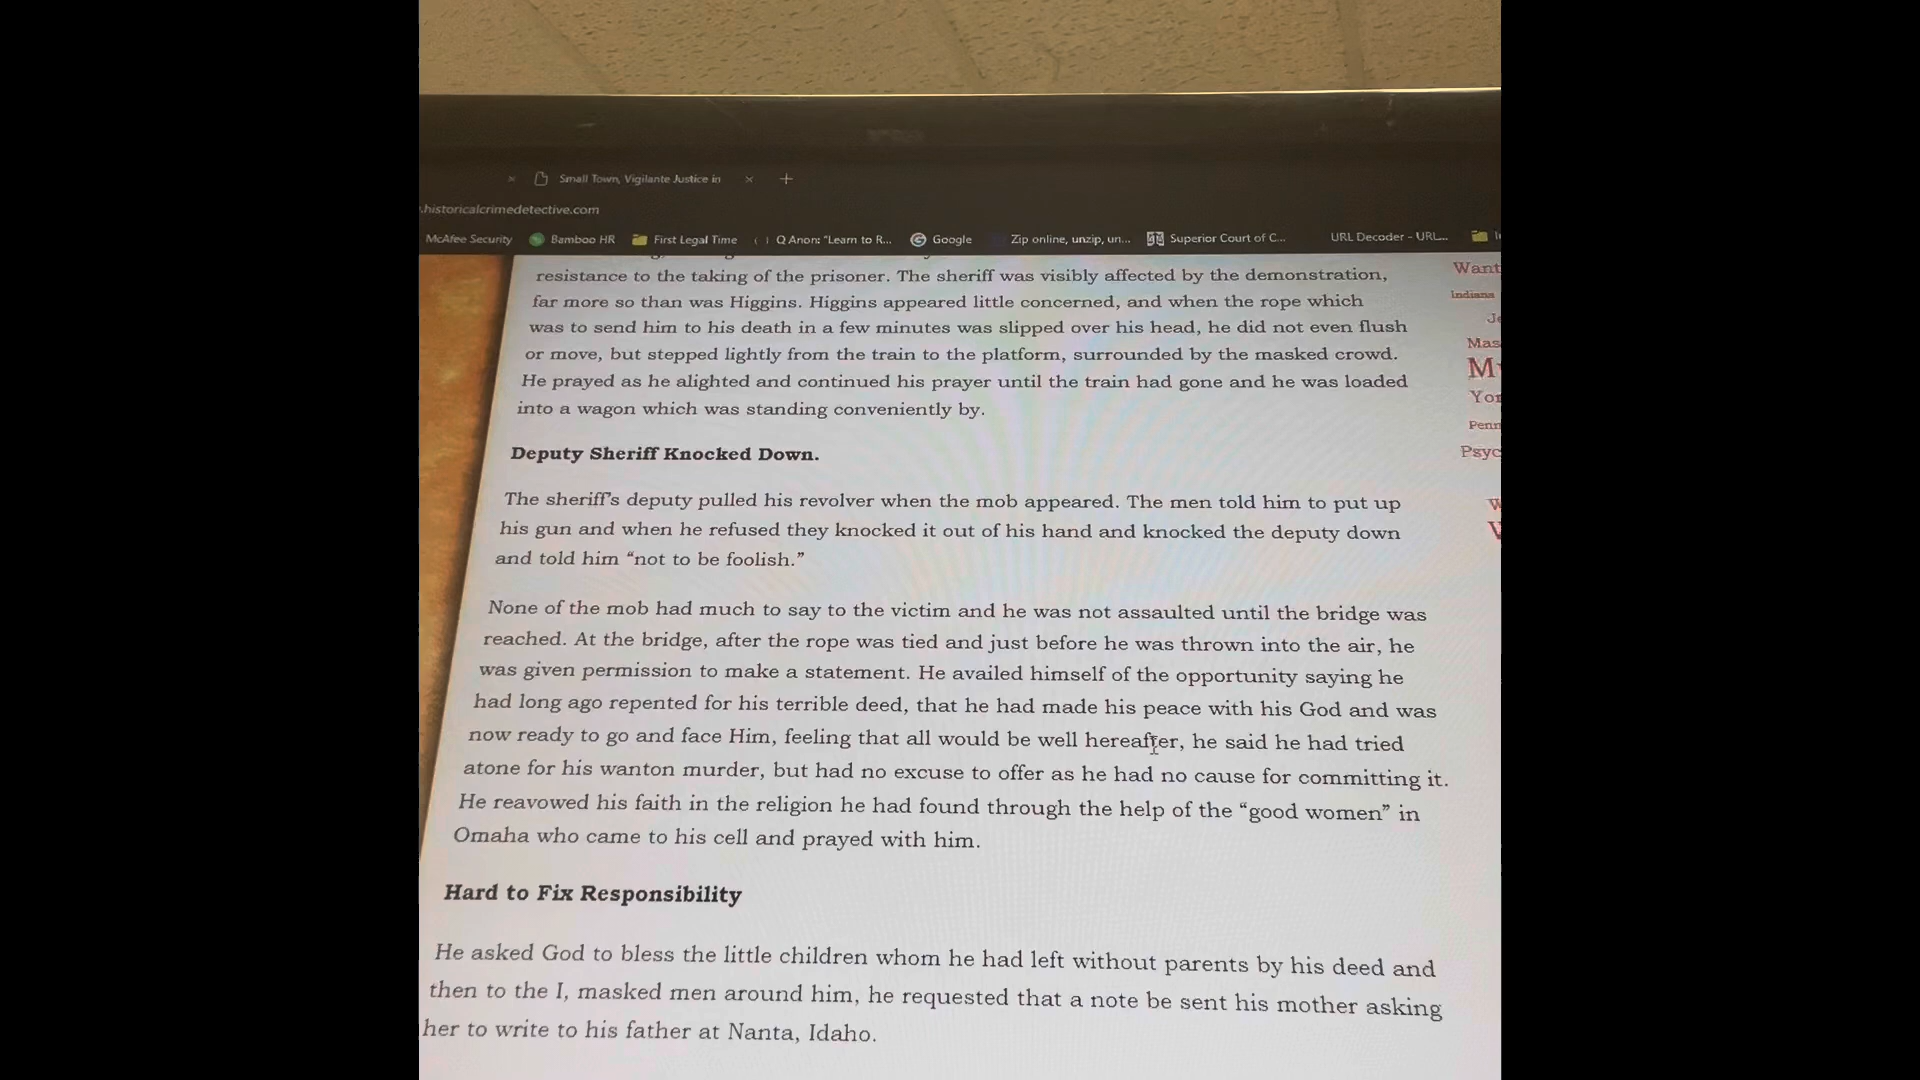 Small Town, Vigilante Justice in
historicalcrimedetective.com
McAfee Security Bamboo HR First Legal Time Q Anon: "Learn to R... Google Zip online, unzip, un... Superior Court of C... URL Decoder - URL...
resistance to the taking of the prisoner. The sheriff was visibly affected by the demonstration,
far more so than was Higgins. Higgins appeared little concerned, and when the rope which
was to send him to his death in a few minutes was slipped over his head, he did not even flush
or move, but stepped lightly from the train to the platform, surrounded by the masked crowd.
He prayed as he alighted and continued his prayer until the train had gone and he was loaded
into a wagon which was standing conveniently by.
Deputy Sheriff Knocked Down.
The sheriff's deputy pulled his revolver when the mob appeared. The men told him to put up
his gun and when he refused they knocked it out of his hand and knocked the deputy down
and told him “not to be foolish.”
None of the mob had much to say to the victim and he was not assaulted until the bridge was
reached. At the bridge, after the rope was tied and just before he was thrown into the air, he
was given permission to make a statement. He availed himself of the opportunity saying he
had long ago repented for his terrible deed, that he had made his peace with his God and was
now ready to go and face Him, feeling that all would be well hereafter, he said he had tried
atone for his wanton murder, but had no excuse to offer as he had no cause for committing it.
He reavowed his faith in the religion he had found through the help of the “good women” in
Omaha who came to his cell and prayed with him.
Hard to Fix Responsibility
He asked God to bless the little children whom he had left without parents by his deed and
then to the I, masked men around him, he requested that a note be sent his mother asking
her to write to his father at Nanta, Idaho.
Want
Indiana
Je
Mas
M
Yor
Penn
Psyc
W